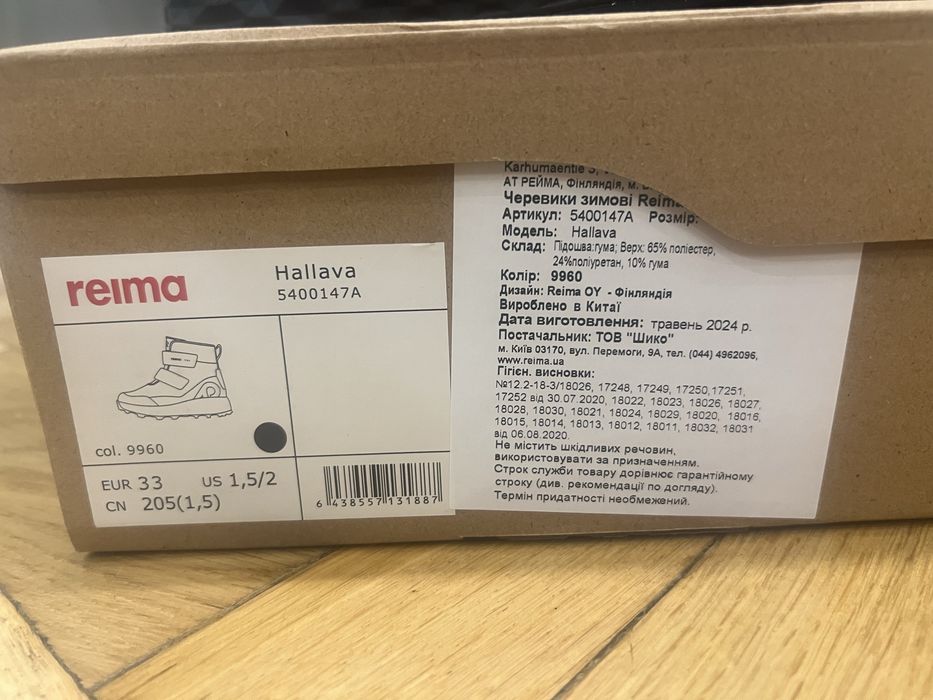 reima
Hallava
5400147A
col. 9960
EUR 33 US 1,5/2
CN 205(1,5)
6 438557 131887
Karhumaentie 3,
АТ РЕЙМА, Фінляндія, м.
Черевики зимові Reima
Артикул: 5400147A Розмір:
Модель: Hallava
Склад: Підошва:гума; Верх: 65% поліестер,
24%поліуретан, 10% гума
Колір: 9960
Дизайн: Reima OY - Фінляндія
Вироблено в Китаї
Дата виготовлення: травень 2024 р.
Постачальник: ТОВ "Шико"
м. Київ 03170, вул. Перемоги, 9А, тел. (044) 4962096,
www.reima.ua
Гігієн. висновки:
№12.2-18-3/18026, 17248, 17249, 17250,17251,
17252 від 30.07.2020, 18022, 18023, 18026, 18027,
18028, 18030, 18021, 18024, 18029, 18020, 18016,
18015, 18014, 18013, 18012, 18011, 18032, 18031
від 06.08.2020.
Не містить шкідливих речовин,
використовувати за призначенням.
Строк служби товару дорівнює гарантійному
строку (див. рекомендації по догляду).
Термін придатності необмежений.